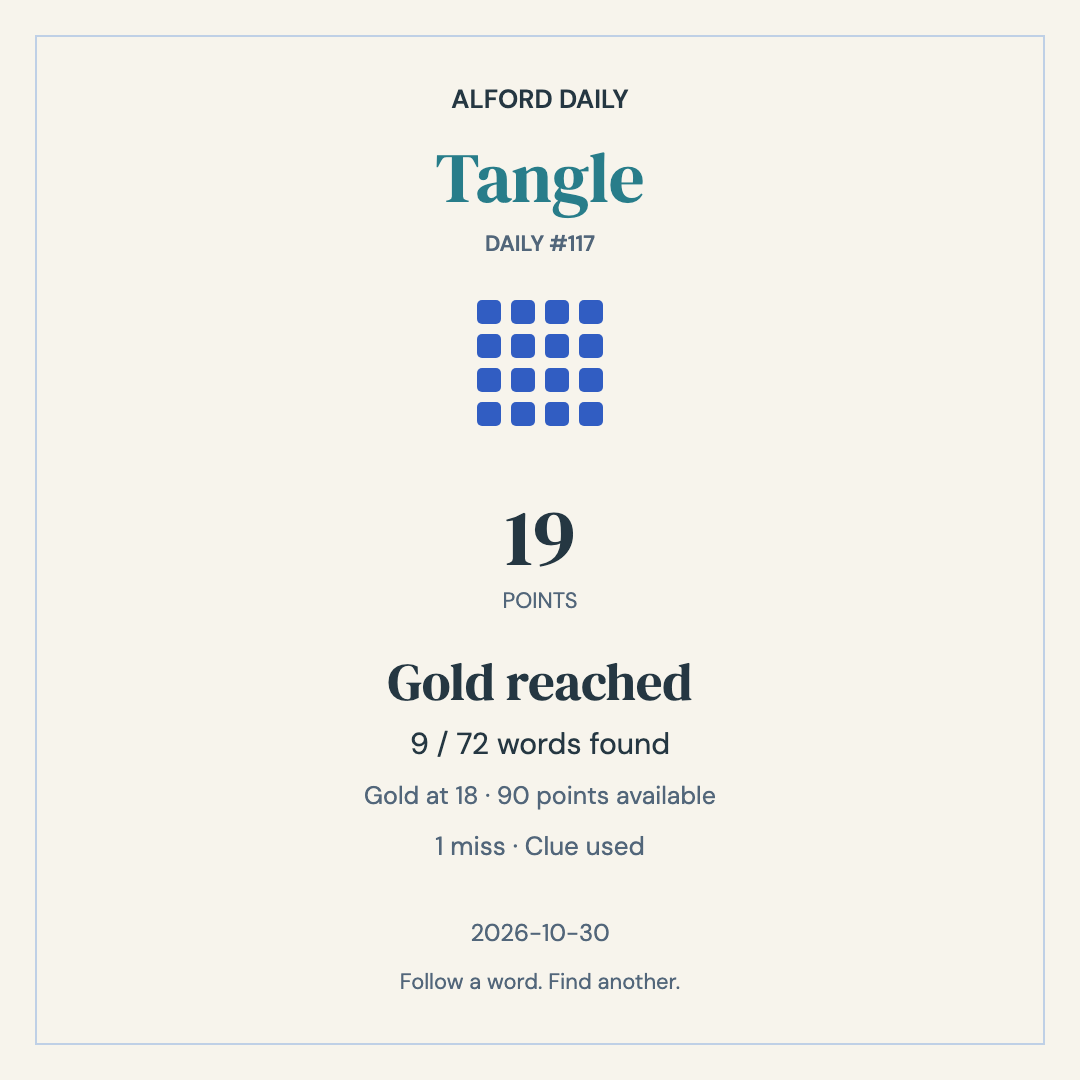 ALFORD DAILY
Tangle
DAILY #117
19
POINTS
Gold reached
9 / 72 words found
Gold at 18 · 90 points available
1 miss · Clue used
2026-10-30
Follow a word. Find another.